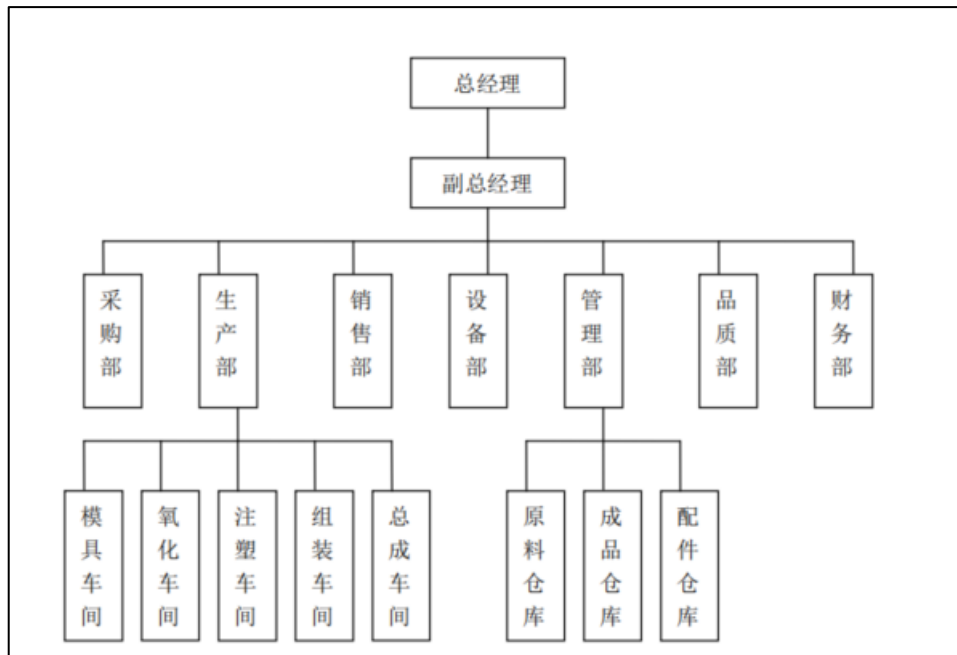 总经理
副总经理
采购部
生产部
销售部
设备部
管理部
品质部
财务部
模具车间
氧化车间
注塑车间
组装车间
总成车间
原料仓库
成品仓库
配件仓库